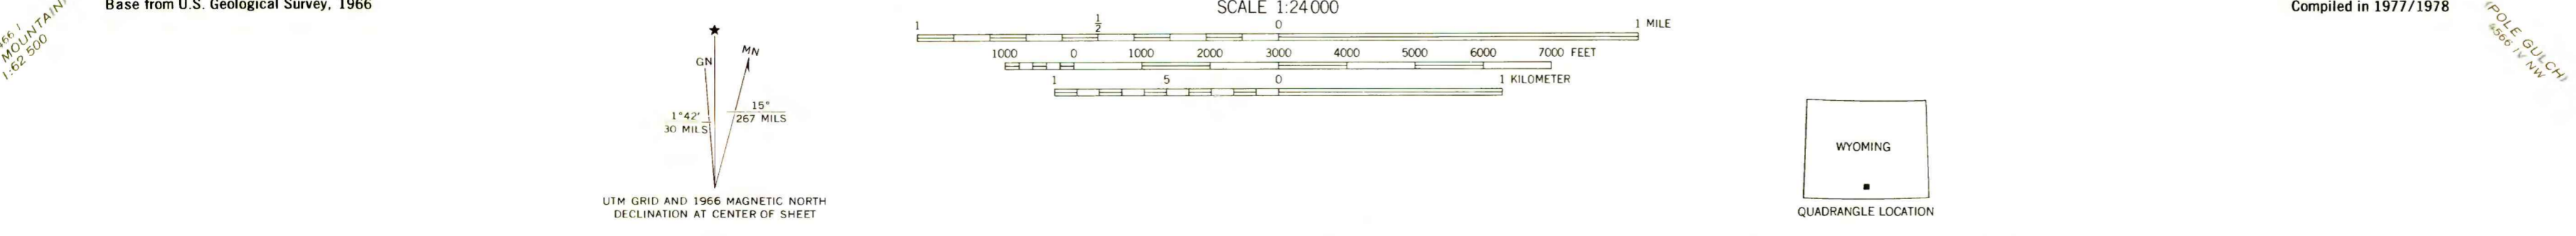 Base from U.S. Geological Survey, 1966
SCALE 1:24 000
Compiled in 1977/1978
MOUNTAIN)
1:62 500
(POLE GULCH)
4566 IV NW
1 1/2 0 1 MILE
1000 0 1000 2000 3000 4000 5000 6000 7000 FEET
1 5 0 1 KILOMETER
★
GN
MN
1°42′
30 MILS
15°
267 MILS
UTM GRID AND 1966 MAGNETIC NORTH
DECLINATION AT CENTER OF SHEET
WYOMING
QUADRANGLE LOCATION